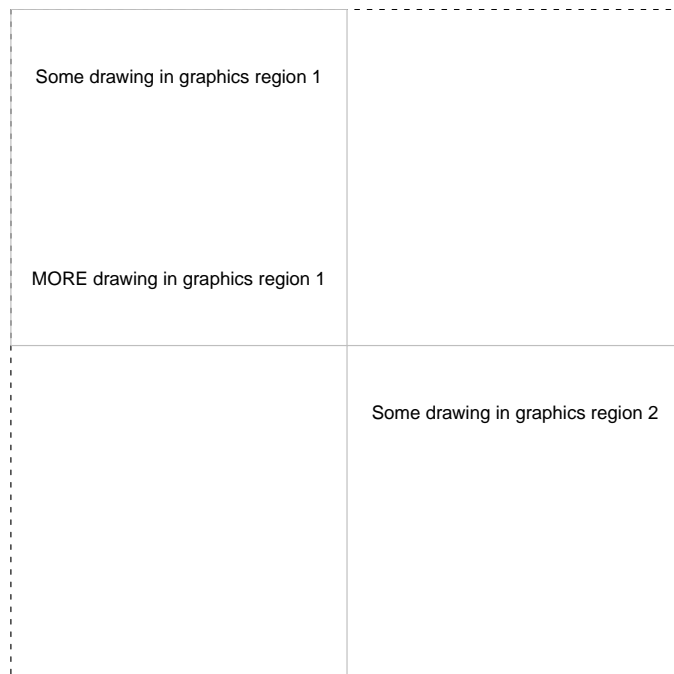 Some drawing in graphics region 1
MORE drawing in graphics region 1
Some drawing in graphics region 2